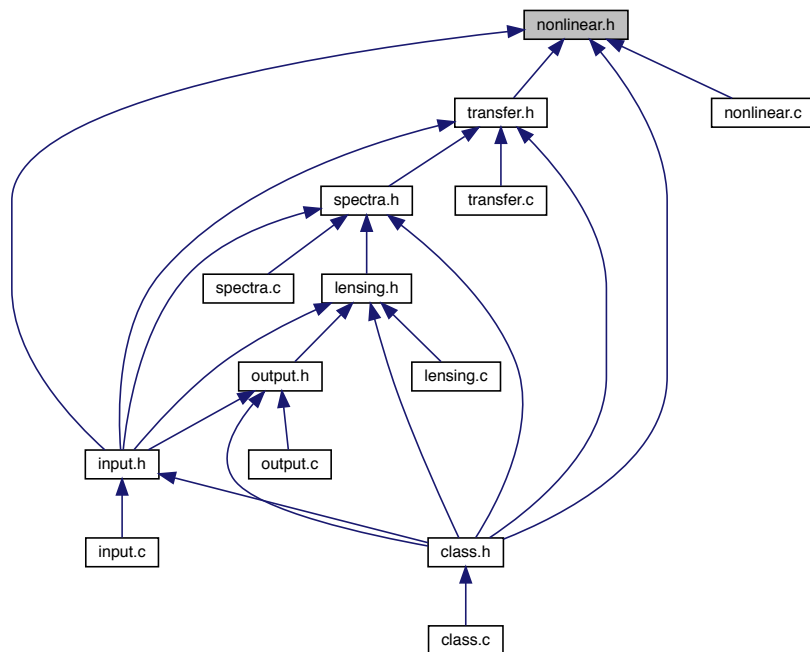 nonlinear.h
transfer.h
nonlinear.c
spectra.h
transfer.c
spectra.c
lensing.h
output.h
lensing.c
input.h
output.c
input.c
class.h
class.c